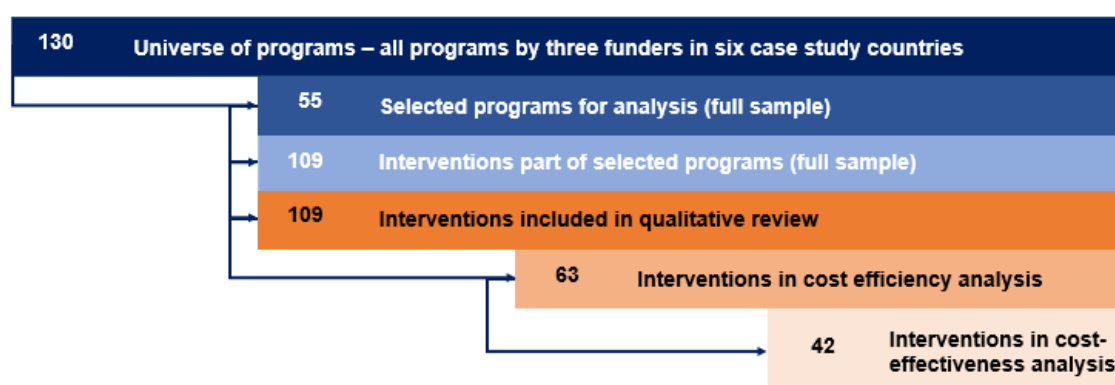 130 Universe of programs – all programs by three funders in six case study countries
55 Selected programs for analysis (full sample)
109 Interventions part of selected programs (full sample)
109 Interventions included in qualitative review
63 Interventions in cost efficiency analysis
42 Interventions in cost-
effectiveness analysis